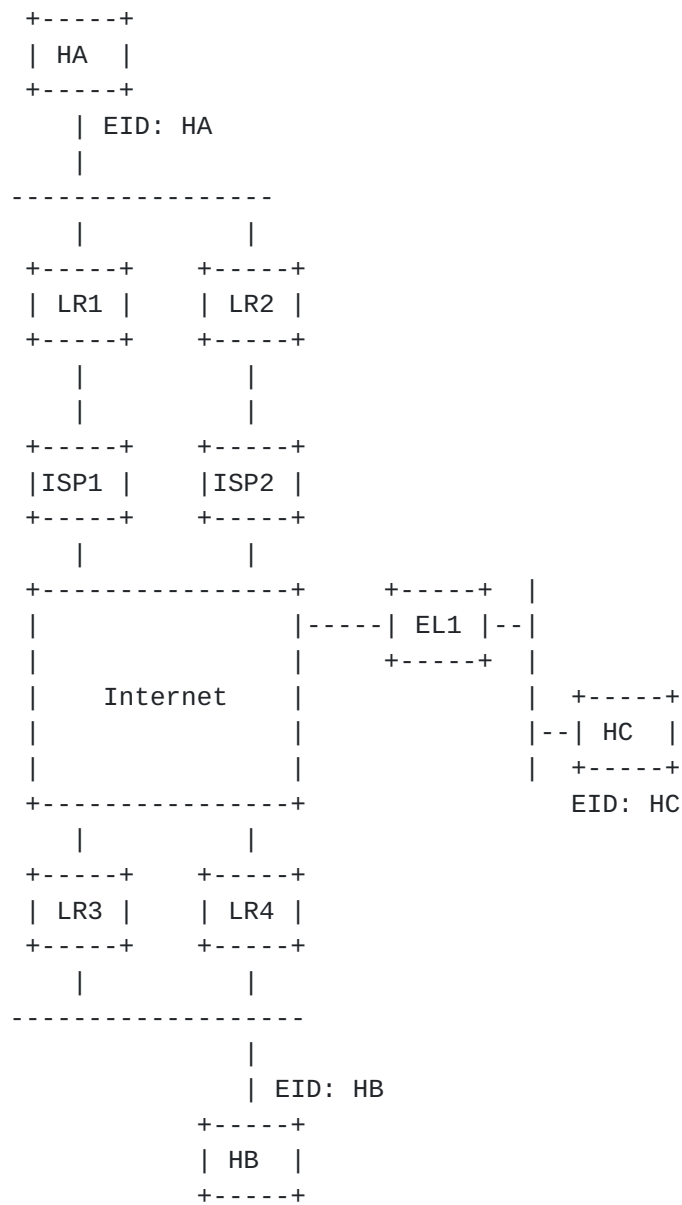 HA
EID: HA
LR1 LR2
ISP1 ISP2
EL1
Internet
HC
EID: HC
LR3 LR4
EID: HB
HB